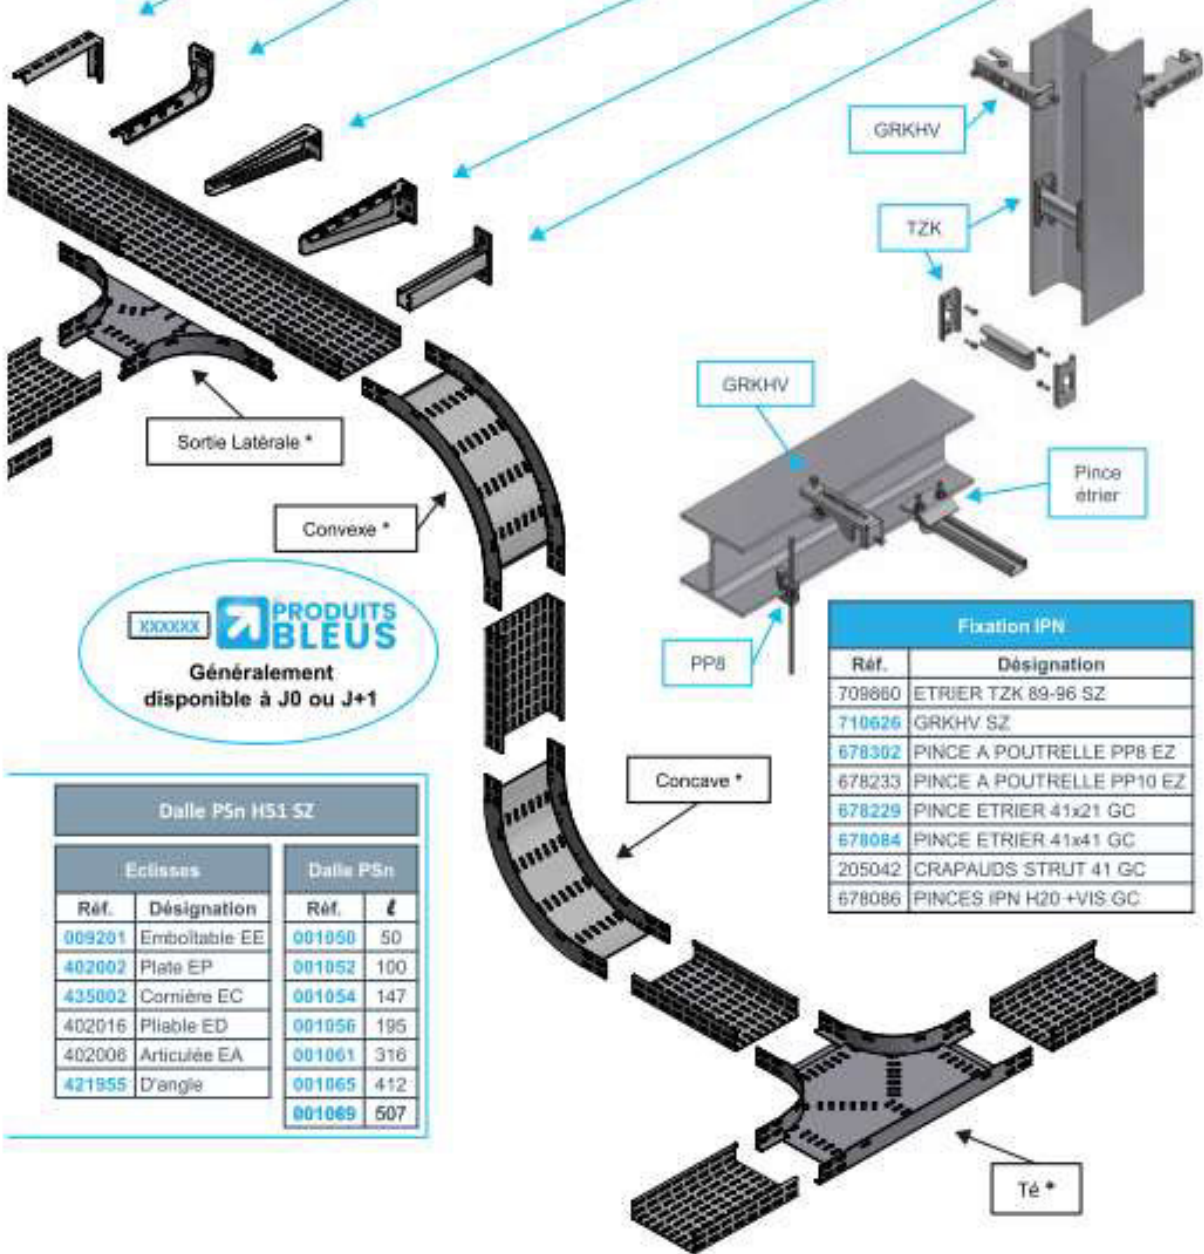 GRKHV
TZK
GRKHV
Sortie Latérale *
Pince
étrier
Convexe *
XXXXXX PRODUITS
BLEUS
Généralement
disponible à J0 ou J+1
PP8
Fixation IPN
Réf. Désignation
709860 ETRIER TZK 89-96 SZ
710626 GRKHV SZ
678302 PINCE A POUTRELLE PP8 EZ
678233 PINCE A POUTRELLE PP10 EZ
678229 PINCE ETRIER 41x21 GC
678084 PINCE ETRIER 41x41 GC
205042 CRAPAUDS STRUT 41 GC
678086 PINCES IPN H20 +VIS GC
Concave *
Dalle PSn H51 SZ
Eclisses
Réf. Désignation
009201 Emboîtable EE
402002 Plate EP
435002 Cornière EC
402016 Pliable ED
402006 Articulée EA
421955 D'angle
Dalle PSn
Réf. ℓ
001050 50
001052 100
001054 147
001056 195
001061 316
001065 412
001069 507
Té *